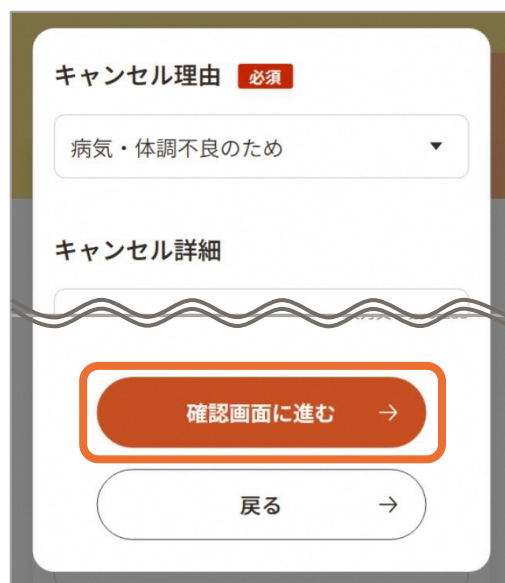 キャンセル理由 必須
病気・体調不良のため
キャンセル詳細
確認画面に進む
戻る